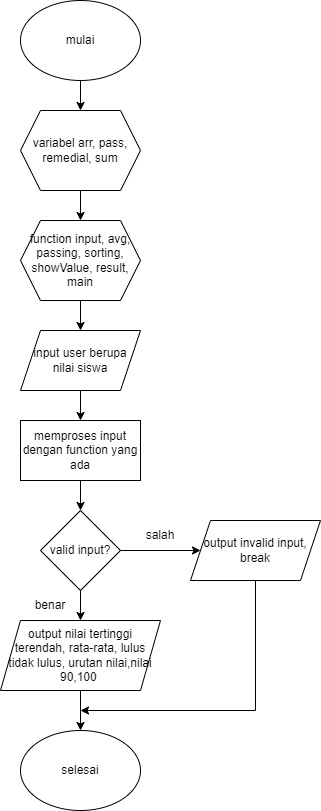 mulai
variabel arr, pass,
remedial, sum
function input, avg,
passing, sorting,
showValue, result,
main
input user berupa
nilai siswa
memproses input
dengan function yang
ada
valid input?
salah
output invalid input,
break
benar
output nilai tertinggi
terendah, rata-rata, lulus
tidak lulus, urutan nilai,nilai
90,100
selesai